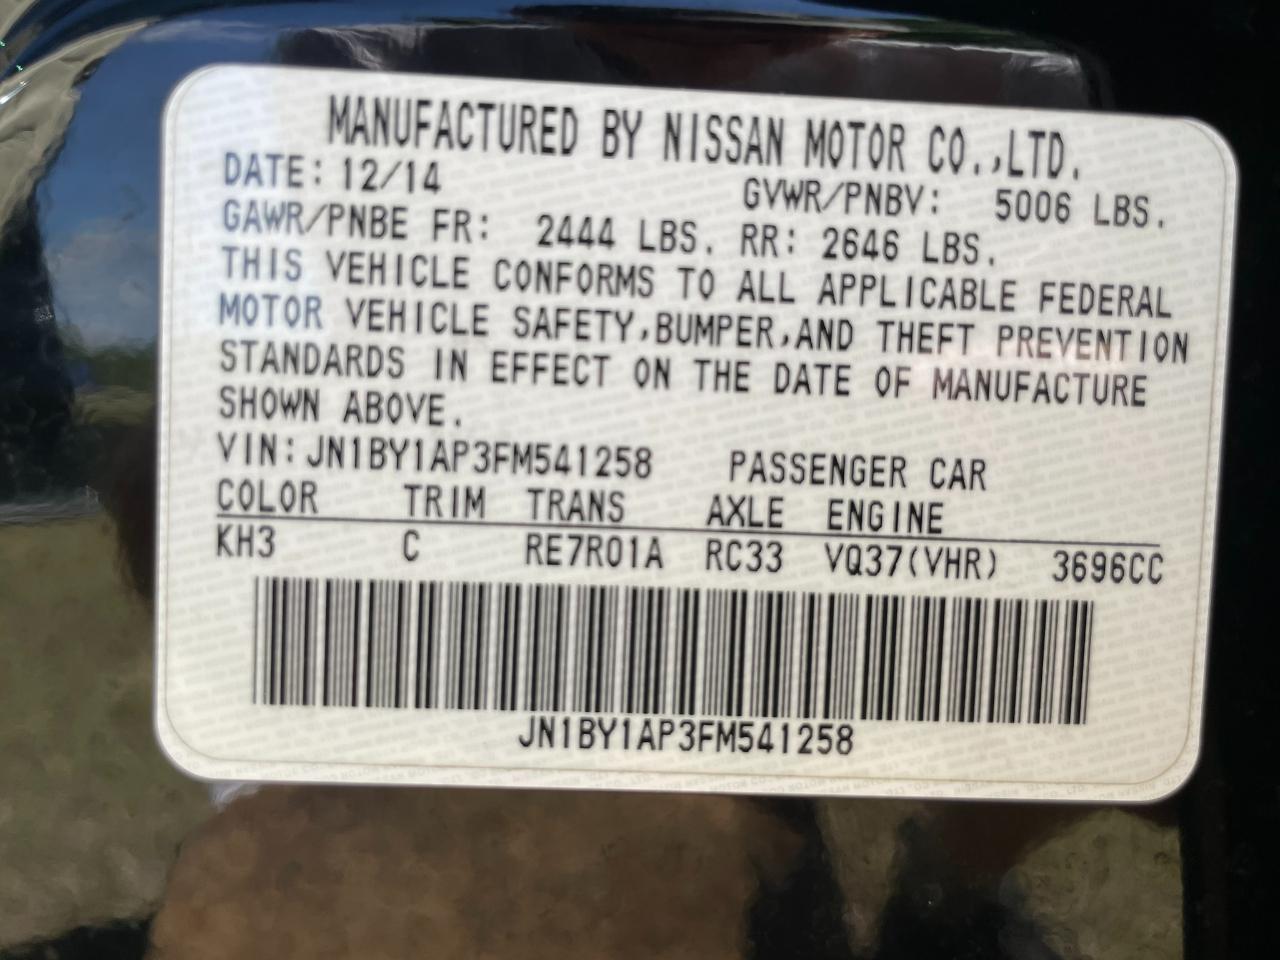 MANUFACTURED BY NISSAN MOTOR CO.,LTD.
DATE: 12/14 GVWR/PNBV: 5006 LBS.
GAWR/PNBE FR: 2444 LBS. RR: 2646 LBS.
THIS VEHICLE CONFORMS TO ALL APPLICABLE FEDERAL
MOTOR VEHICLE SAFETY,BUMPER,AND THEFT PREVENTION
STANDARDS IN EFFECT ON THE DATE OF MANUFACTURE
SHOWN ABOVE.
VIN:JN1BY1AP3FM541258 PASSENGER CAR
COLOR TRIM TRANS AXLE ENGINE
KH3 C RE7R01A RC33 VQ37(VHR) 3696CC
JN1BY1AP3FM541258